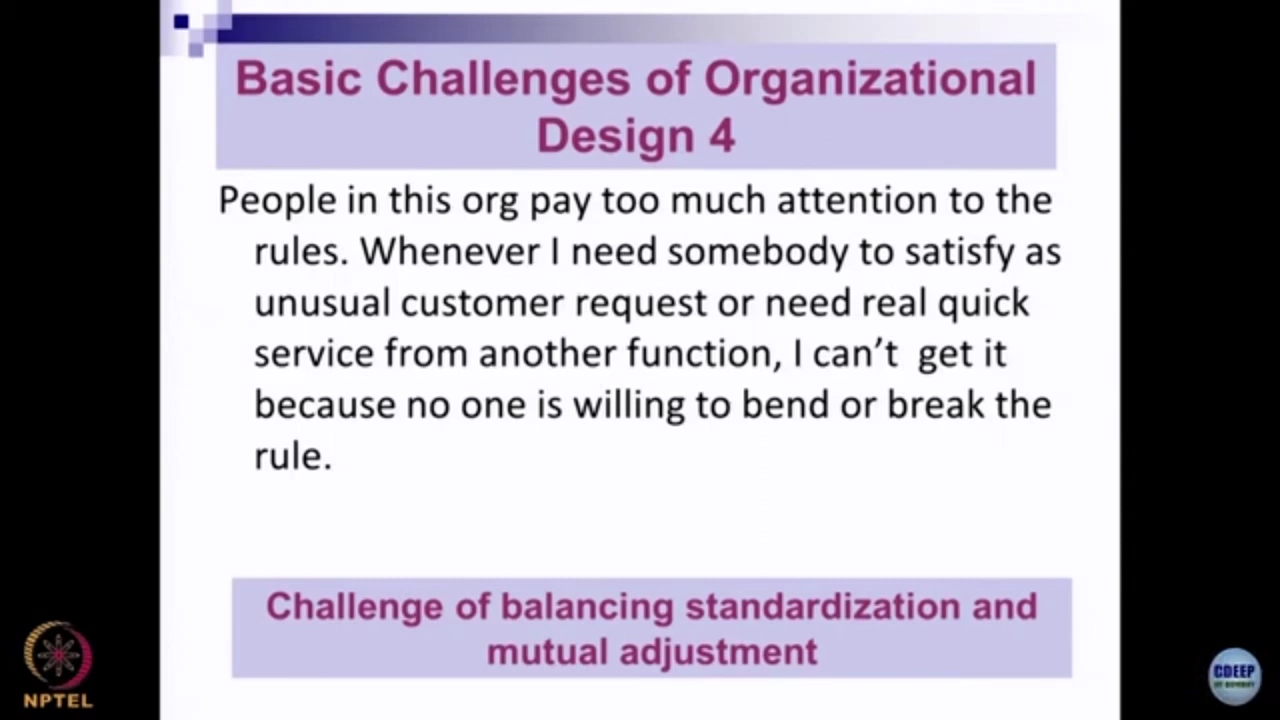 Basic Challenges of Organizational
Design 4
People in this org pay too much attention to the
rules. Whenever I need somebody to satisfy as
unusual customer request or need real quick
service from another function, I can’t  get it
because no one is willing to bend or break the
rule.
Challenge of balancing standardization and
mutual adjustment
NPTEL
CDEEP
IIT BOMBAY